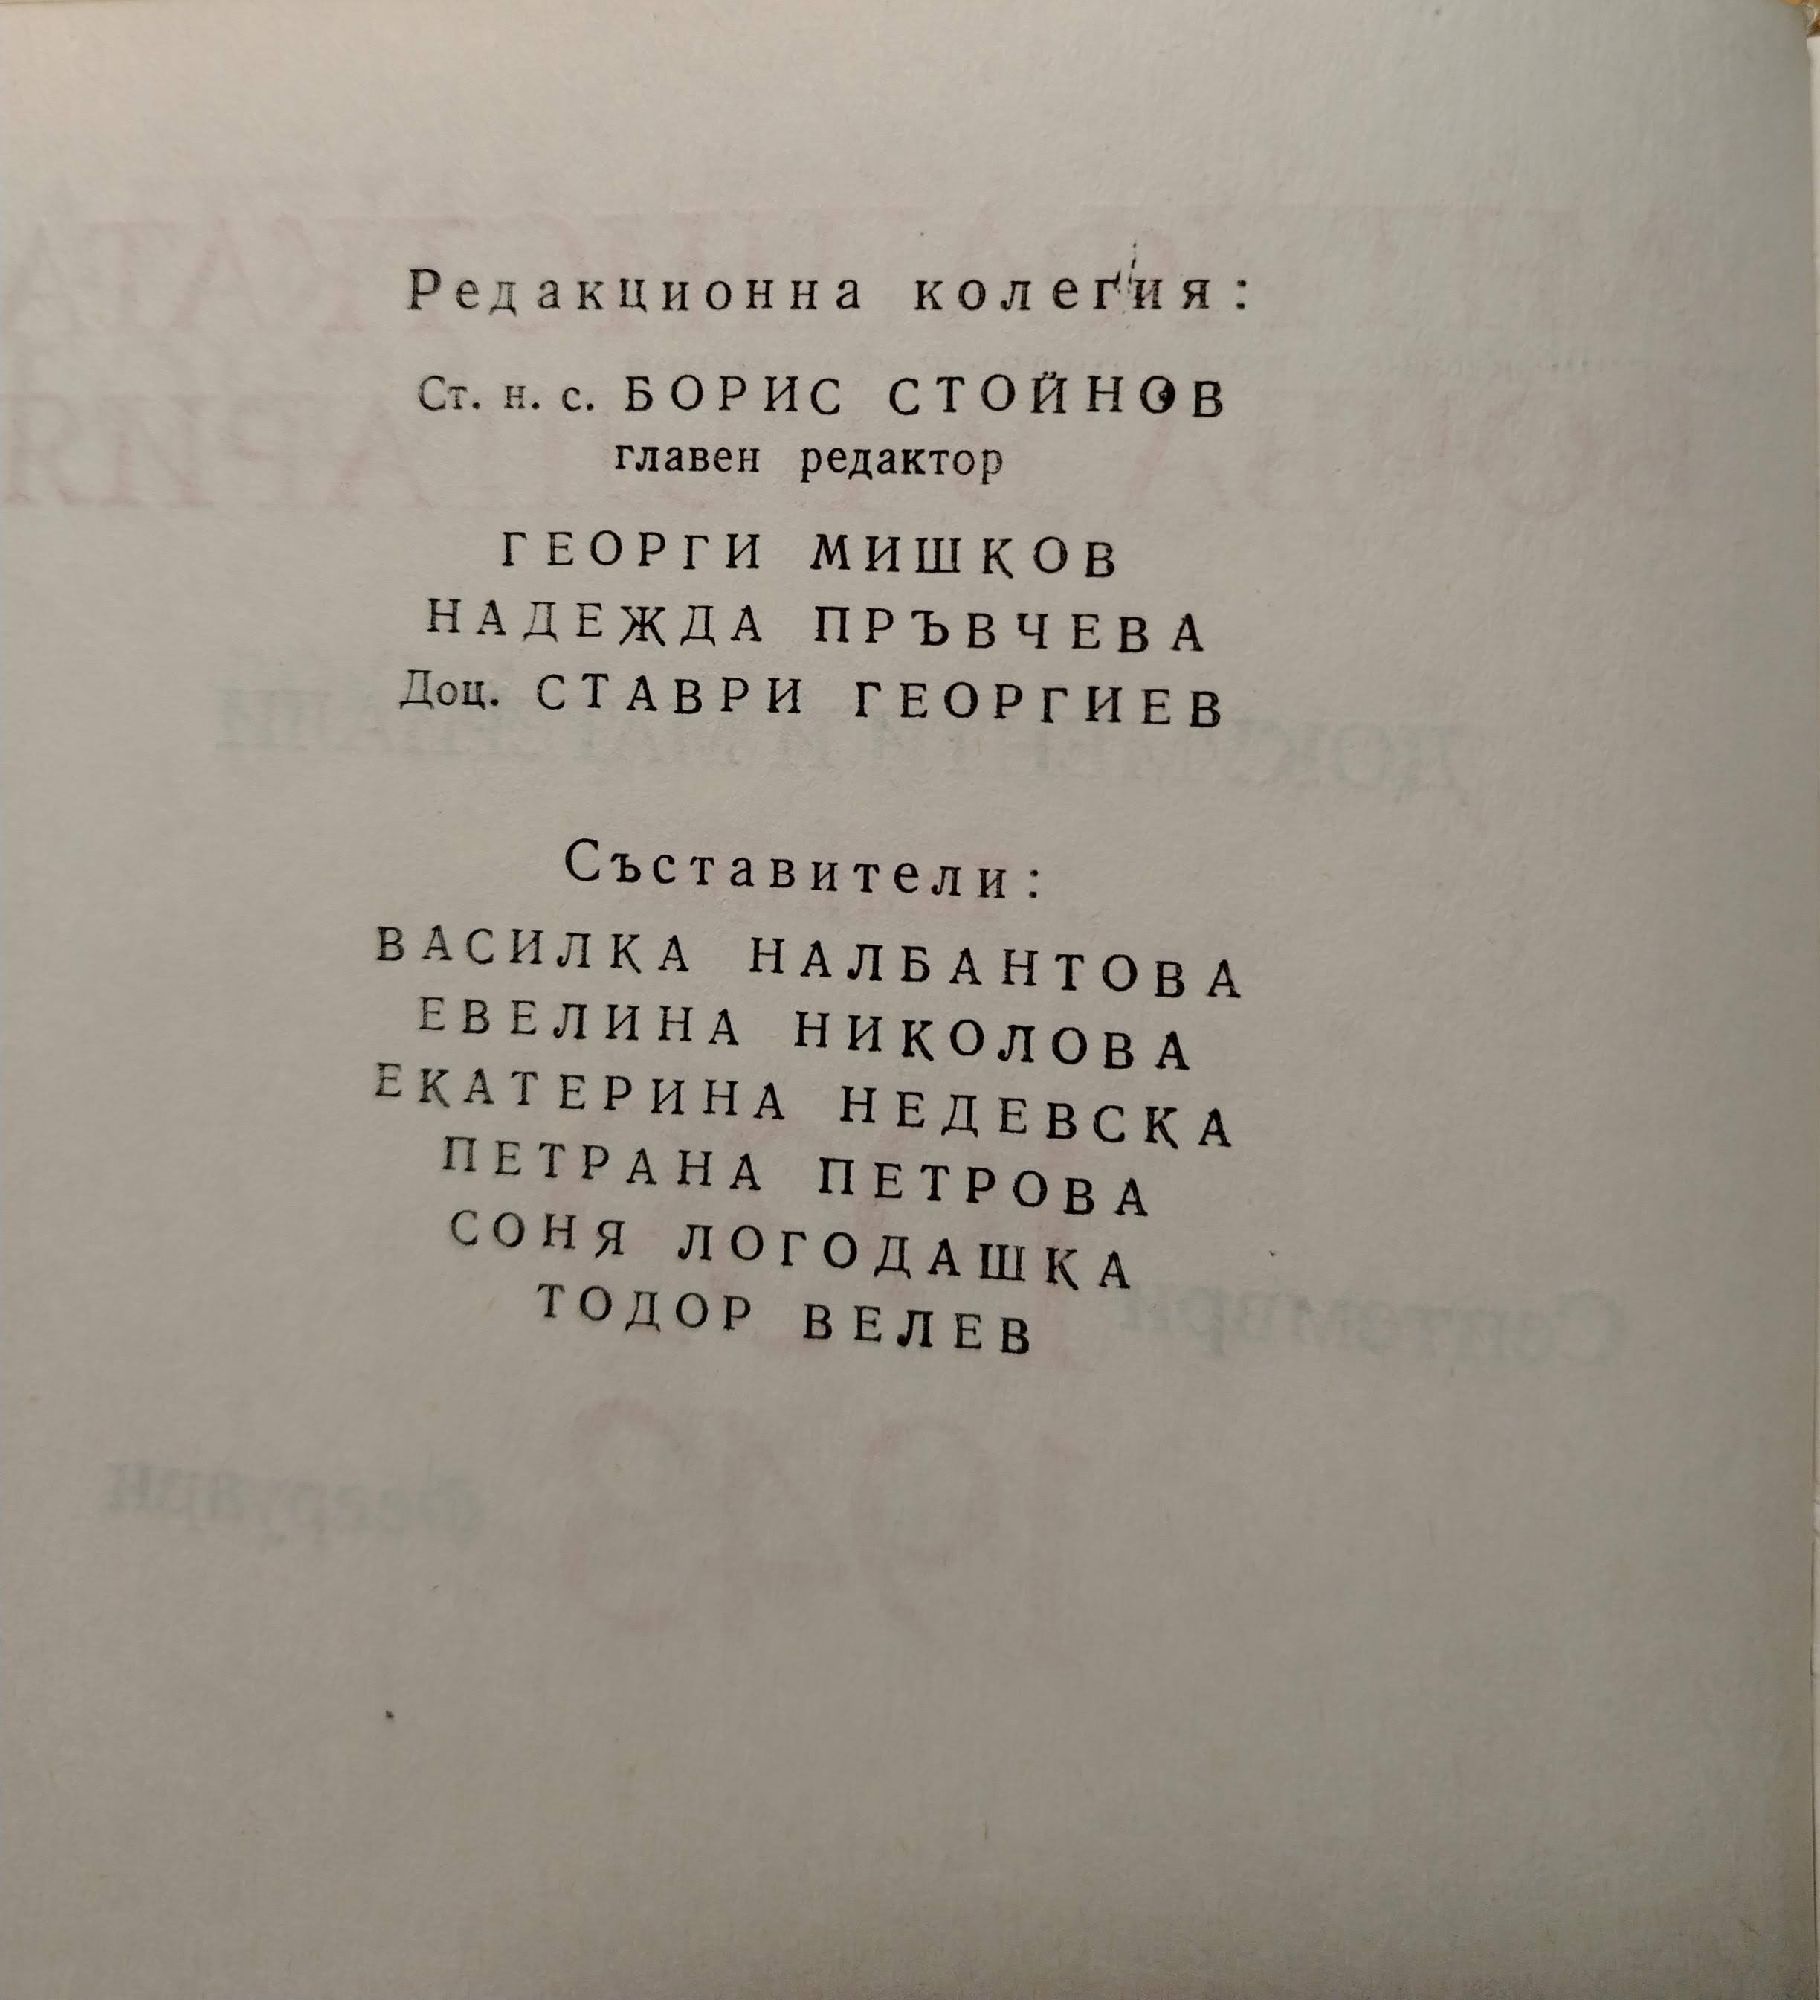 Редакционна колегия:
Ст. н. с. БОРИС СТОЙНОВ
главен редактор
ГЕОРГИ МИШКОВ
НАДЕЖДА ПРЪВЧЕВА
Доц. СТАВРИ ГЕОРГИЕВ
Съставители:
ВАСИЛКА НАЛБАНТОВА
ЕВЕЛИНА НИКОЛОВА
ЕКАТЕРИНА НЕДЕВСКА
ПЕТРАНА ПЕТРОВА
СОНЯ ЛОГОДАШКА
ТОДОР ВЕЛЕВ